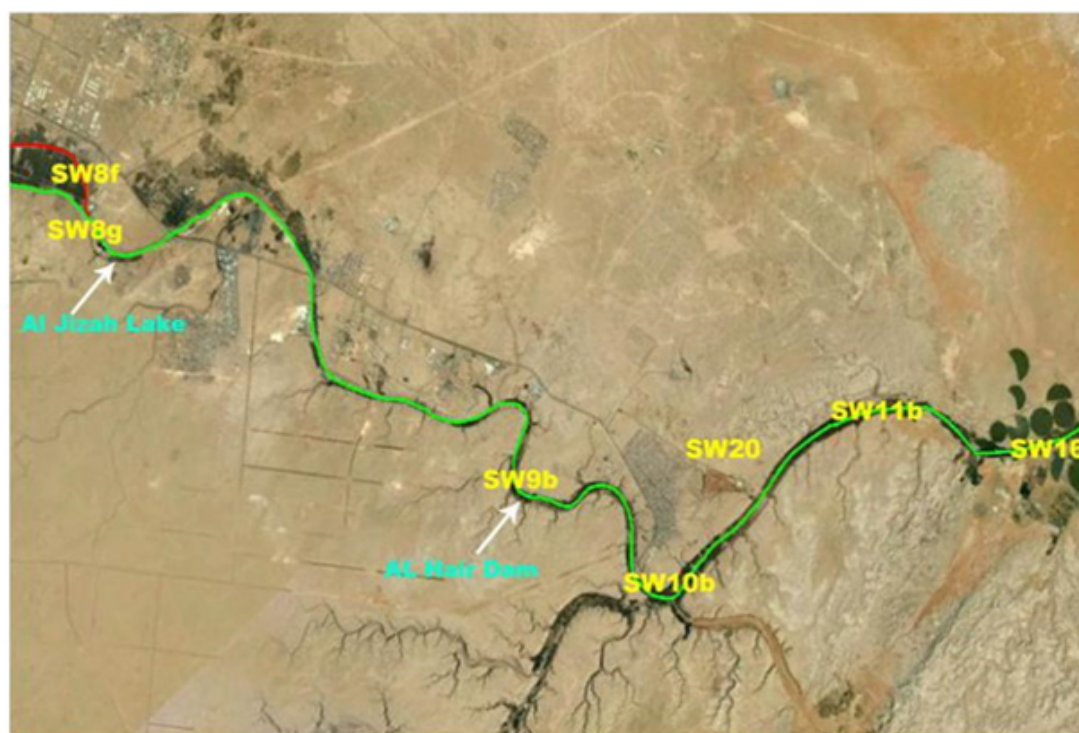 SW8f
SW8g
Al Jizah Lake
SW11b
SW20
SW16
SW9b
AL Hair Dam
SW10b